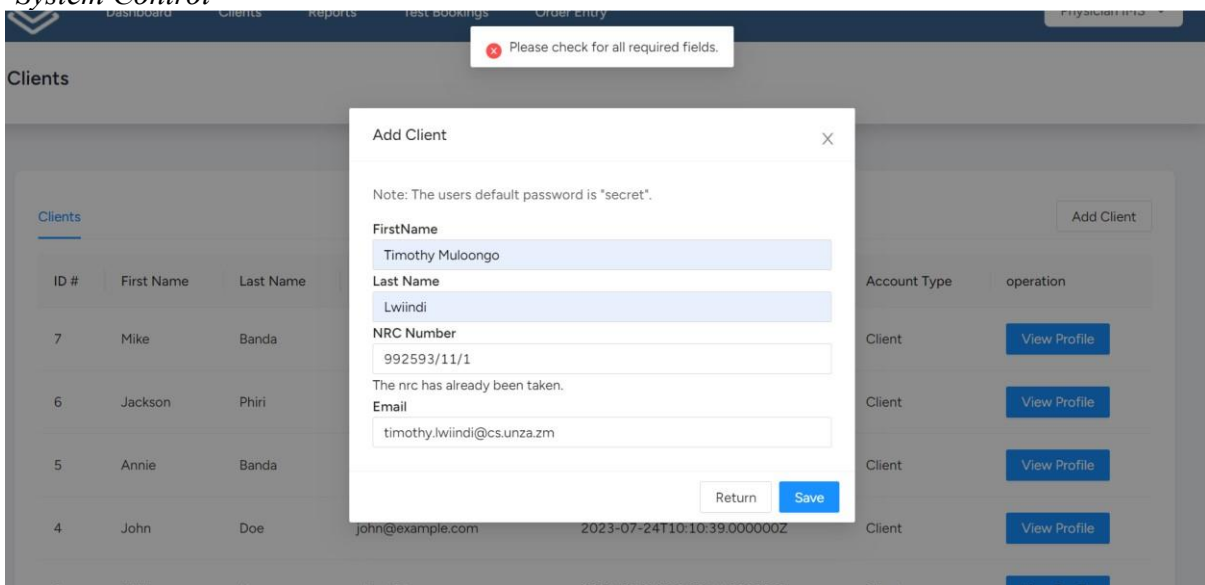 System Control
Dashboard Clients Reports Test Bookings Order Entry Physician IMS
Please check for all required fields.
Clients
Add Client
Note: The users default password is "secret".
Clients Add Client
FirstName
Timothy Muloongo
ID # First Name Last Name Account Type operation
Last Name
Lwiindi
NRC Number
7 Mike Banda Client View Profile
992593/11/1
The nrc has already been taken.
6 Jackson Phiri Client View Profile
Email
timothy.lwiindi@cs.unza.zm
5 Annie Banda Client View Profile
Return Save
4 John Doe john@example.com 2023-07-24T10:10:39.000000Z Client View Profile